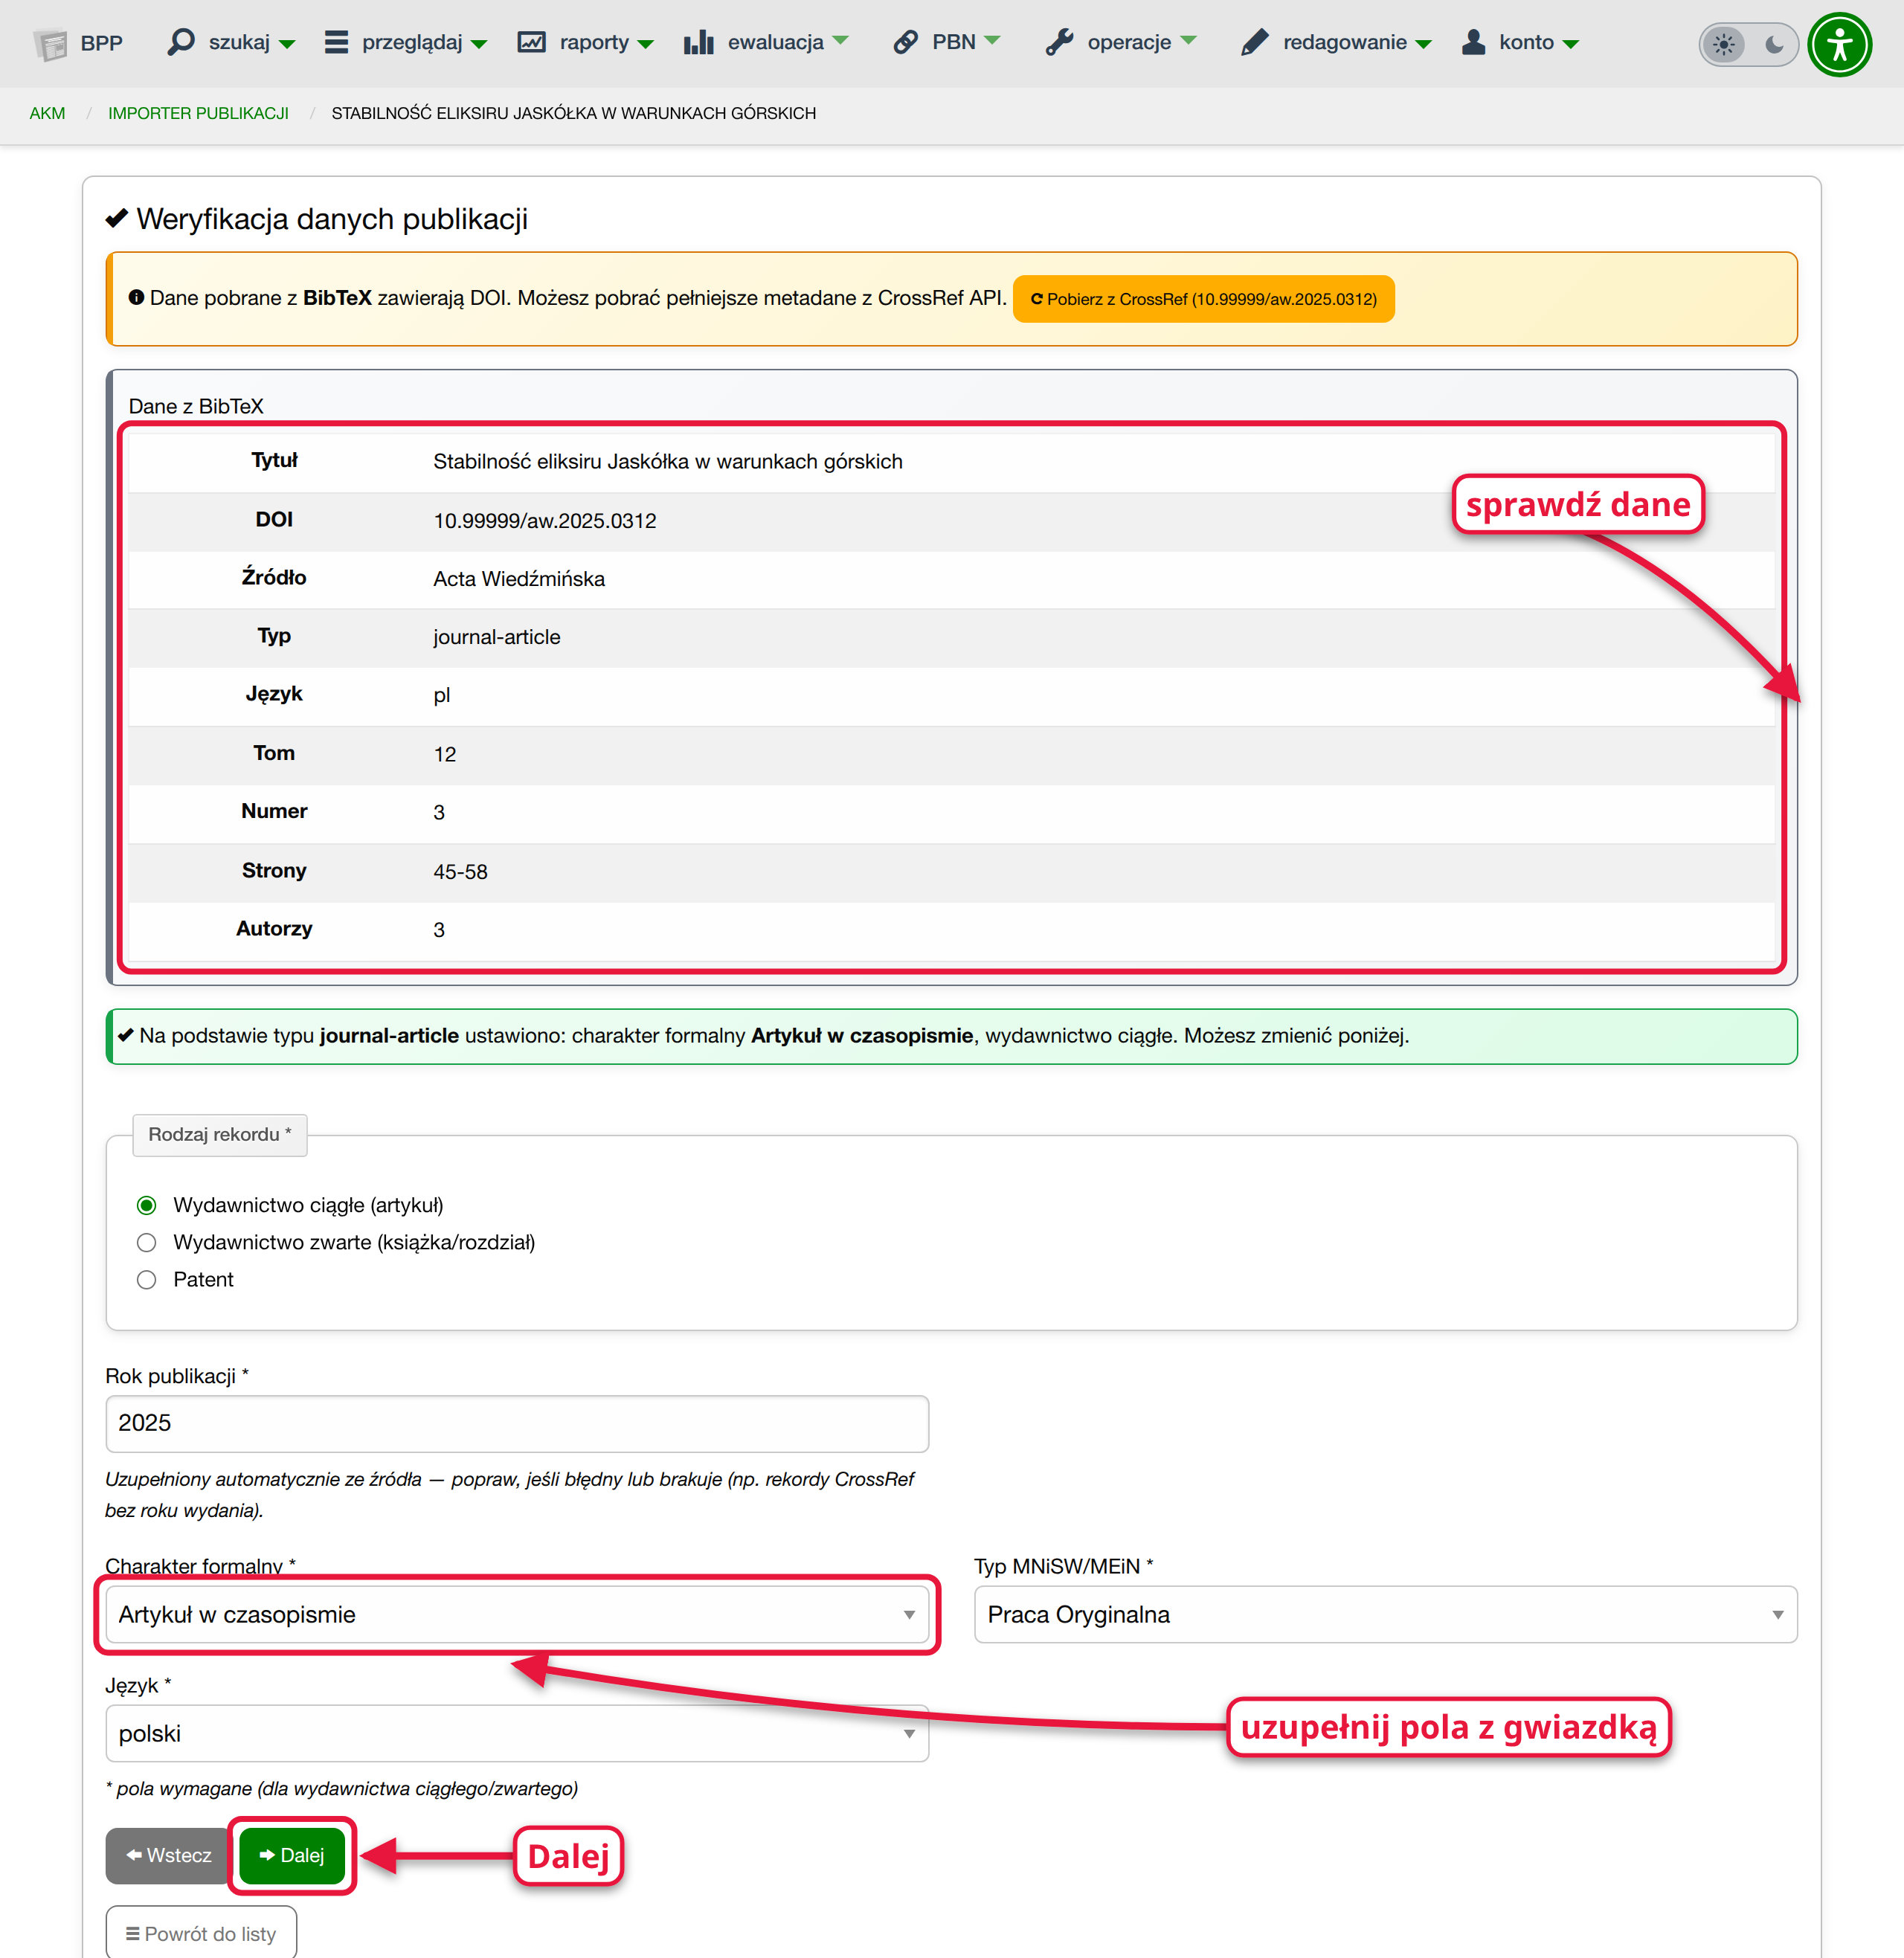 BPP szukaj przeglądaj raporty ewaluacja PBN operacje redagowanie konto
AKM / IMPORTER PUBLIKACJI / STABILNOŚĆ ELIKSIRU JASKÓŁKA W WARUNKACH GÓRSKICH
Weryfikacja danych publikacji
Dane pobrane z BibTeX zawierają DOI. Możesz pobrać pełniejsze metadane z CrossRef API. Pobierz z CrossRef (10.99999/aw.2025.0312)
Dane z BibTeX
Tytuł Stabilność eliksiru Jaskółka w warunkach górskich
sprawdź dane
DOI 10.99999/aw.2025.0312
Źródło Acta Wiedźmińska
Typ journal-article
Język pl
Tom 12
Numer 3
Strony 45-58
Autorzy 3
Na podstawie typu journal-article ustawiono: charakter formalny Artykuł w czasopismie, wydawnictwo ciągłe. Możesz zmienić poniżej.
Rodzaj rekordu *
Wydawnictwo ciągłe (artykuł)
Wydawnictwo zwarte (książka/rozdział)
Patent
Rok publikacji *
2025
Uzupełniony automatycznie ze źródła — popraw, jeśli błędny lub brakuje (np. rekordy CrossRef
bez roku wydania).
Charakter formalny * Typ MNiSW/MEiN *
Artykuł w czasopismie Praca Oryginalna
Język *
uzupełnij pola z gwiazdką
polski
* pola wymagane (dla wydawnictwa ciągłego/zwartego)
Wstecz Dalej Dalej
Powrót do listy